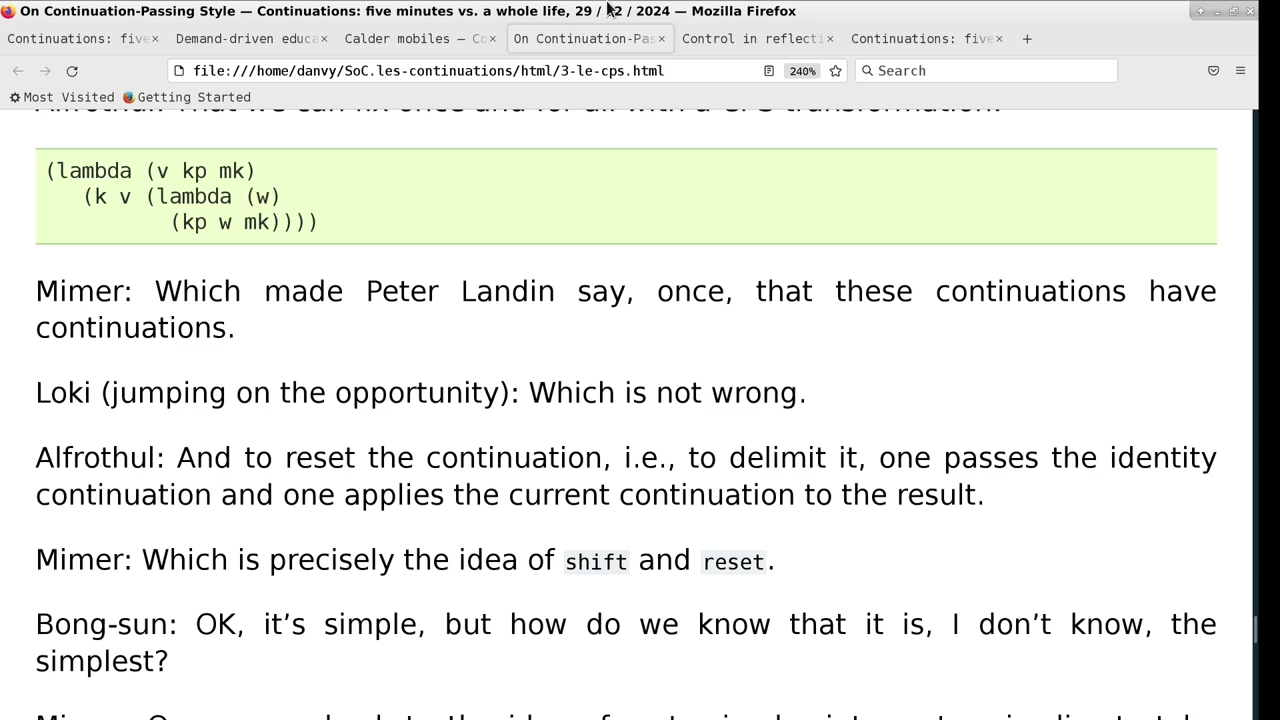 On Continuation-Passing Style — Continuations: five minutes vs. a whole life, 29 / 2 / 2024 — Mozilla Firefox
Continuations: five
Demand-driven educa
Calder mobiles — Co
On Continuation-Pas
Control in reflecti
Continuations: five
file:///home/danvy/SoC.les-continuations/html/3-le-cps.html
240%
Search
Most Visited
Getting Started
(lambda (v kp mk)
(k v (lambda (w)
(kp w mk))))
Mimer: Which made Peter Landin say, once, that these continuations have
continuations.
Loki (jumping on the opportunity): Which is not wrong.
Alfrothul: And to reset the continuation, i.e., to delimit it, one passes the identity
continuation and one applies the current continuation to the result.
Mimer: Which is precisely the idea of shift and reset.
Bong-sun: OK, it’s simple, but how do we know that it is, I don’t know, the
simplest?